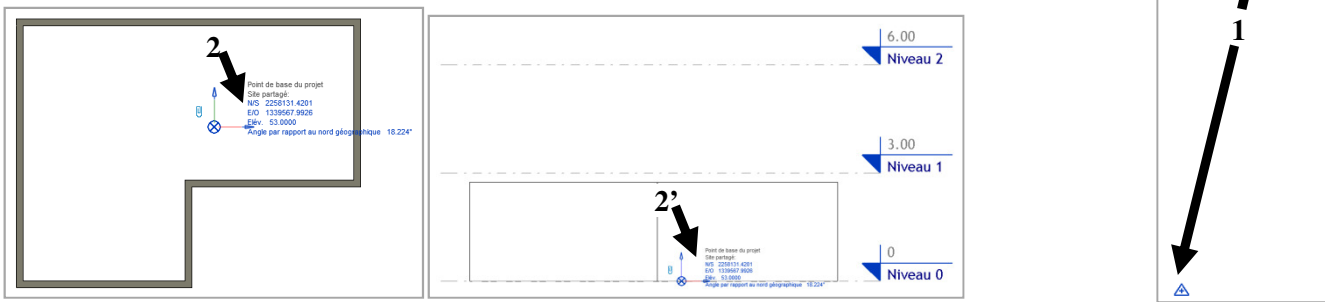 2
Point de base du projet
Site partagé:
N/S 2258131.4201
E/O 1339567.9926
Elév. 53.0000
Angle par rapport au nord géographique 18.224°
6.00
Niveau 2
3.00
Niveau 1
2’
Point de base du projet
Site partagé:
N/S 2258131.4201
E/O 1339567.9926
Elév. 53.0000
Angle par rapport au nord géographique 18.224°
0
Niveau 0
1